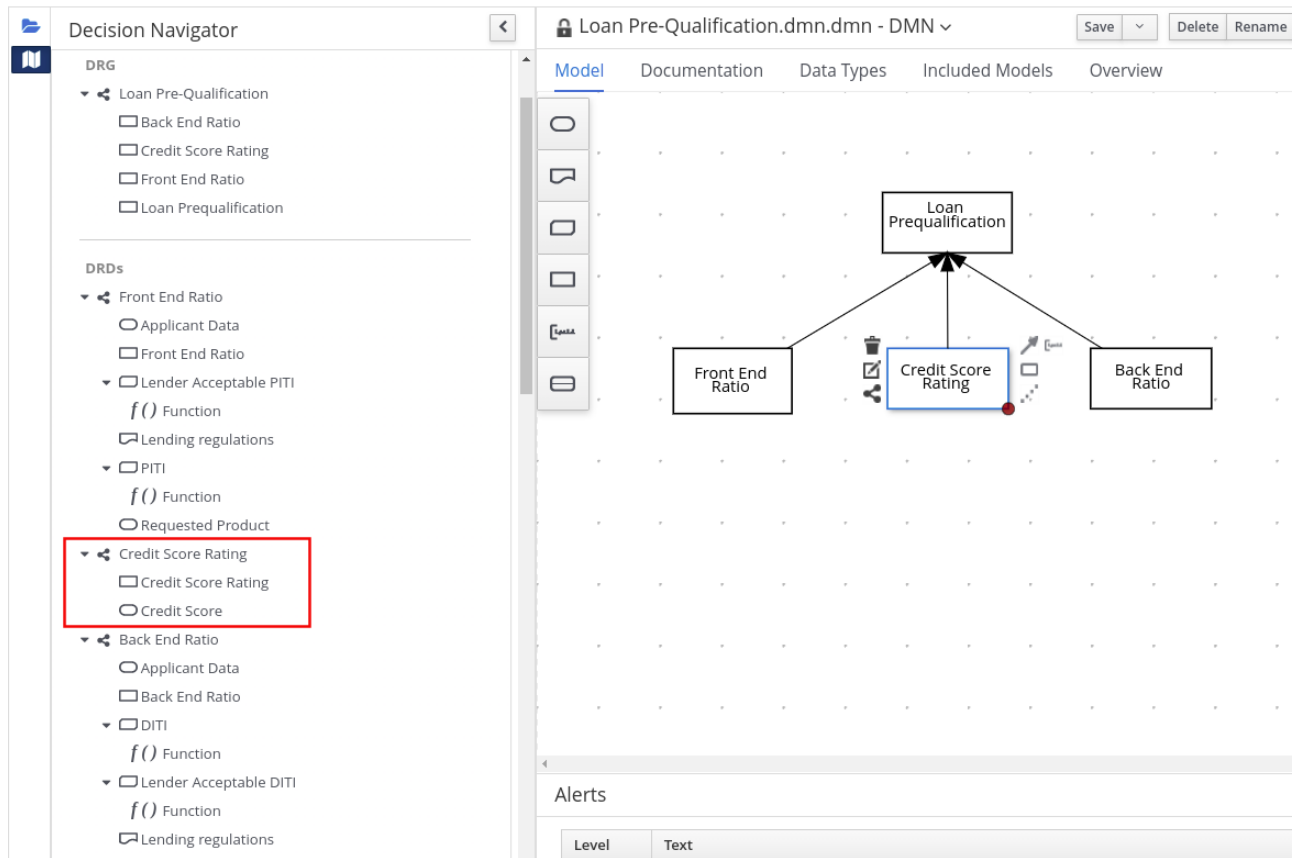 Decision Navigator
DRG
Loan Pre-Qualification
Back End Ratio
Credit Score Rating
Front End Ratio
Loan Prequalification
DRDs
Front End Ratio
Applicant Data
Front End Ratio
Lender Acceptable PITI
f() Function
Lending regulations
PITI
f() Function
Requested Product
Credit Score Rating
Credit Score Rating
Credit Score
Back End Ratio
Applicant Data
Back End Ratio
DITI
f() Function
Lender Acceptable DITI
f() Function
Lending regulations
Loan Pre-Qualification.dmn.dmn - DMN
Save
Delete
Rename
Model
Documentation
Data Types
Included Models
Overview
Loan
Prequalification
Front End
Ratio
Credit Score
Rating
Back End
Ratio
Alerts
Level
Text